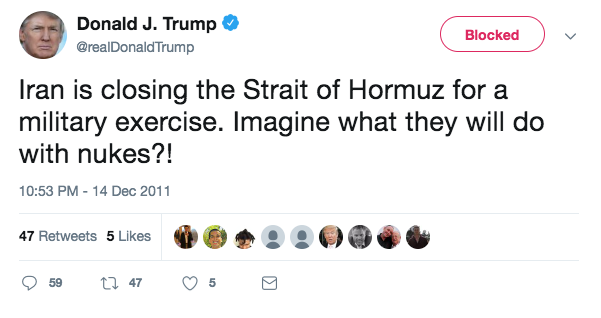 Donald J. Trump
@realDonaldTrump
Blocked
Iran is closing the Strait of Hormuz for a
military exercise. Imagine what they will do
with nukes?!
10:53 PM - 14 Dec 2011
47 Retweets 5 Likes
59 47 5